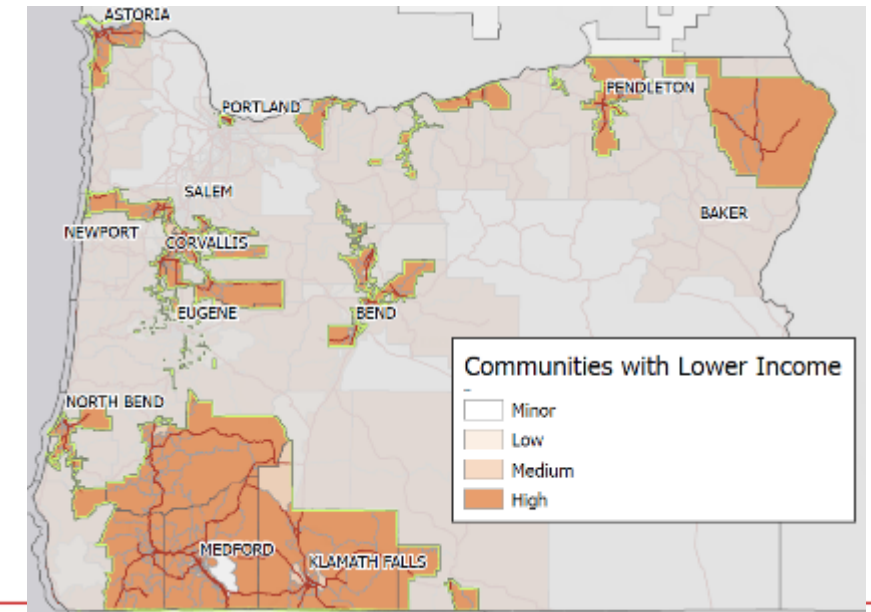 ASTORIA
PORTLAND
PENDLETON
SALEM
BAKER
NEWPORT
CORVALLIS
EUGENE
BEND
Communities with Lower Income
Minor
Low
Medium
High
NORTH BEND
MEDFORD
KLAMATH FALLS